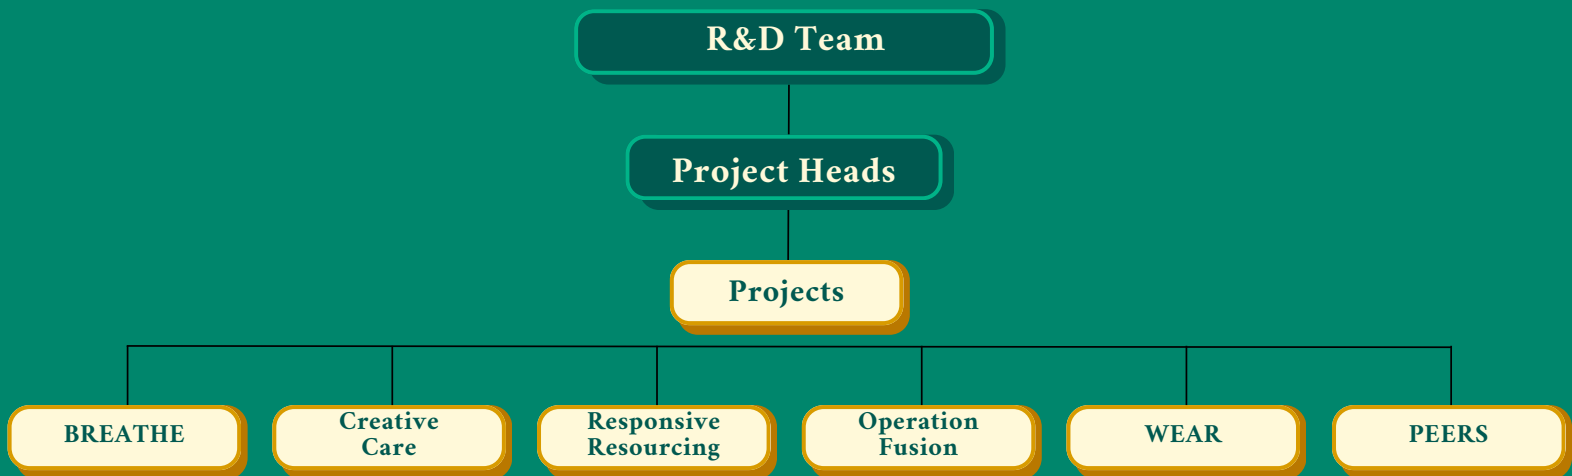 R&D Team
Project Heads
Projects
BREATHE
Creative
Care
Responsive
Resourcing
Operation
Fusion
WEAR
PEERS